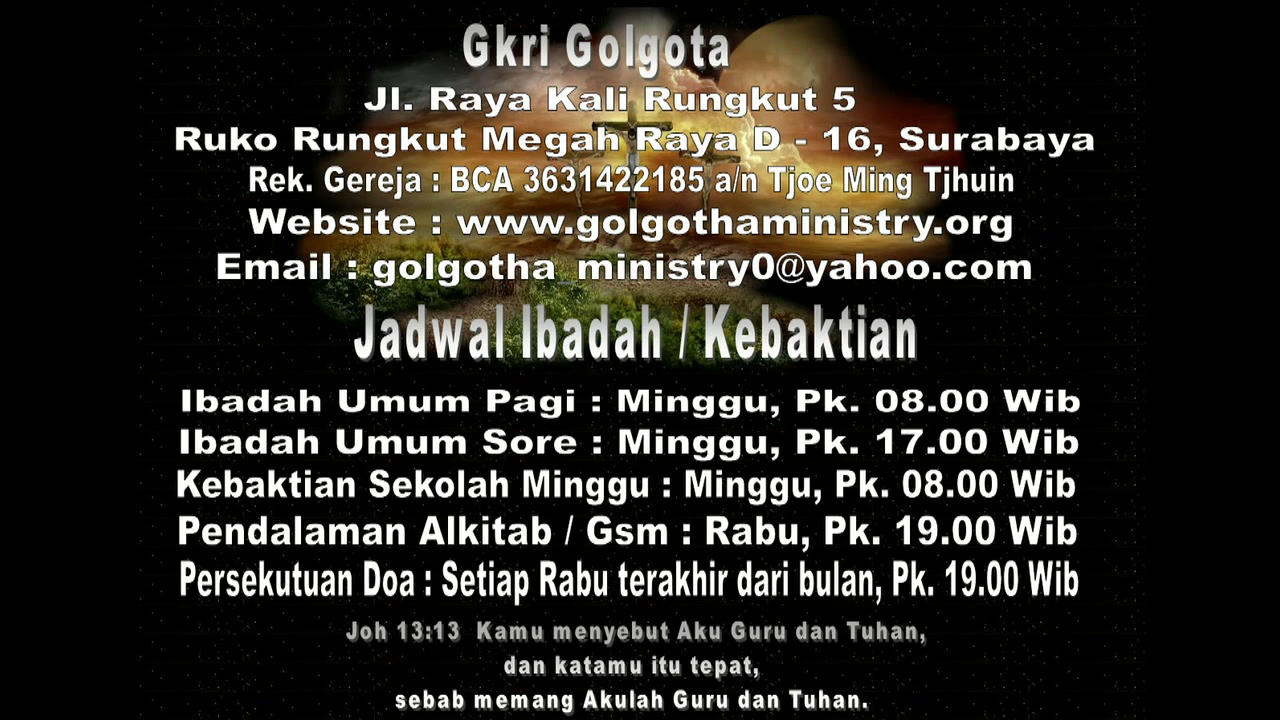 Gkri Golgota
Jl. Raya Kali Rungkut 5
Ruko Rungkut Megah Raya D - 16, Surabaya
Rek. Gereja : BCA 3631422185 a/n Tjoe Ming Tjhuin
Website : www.golgothaministry.org
Email : golgotha_ministry0@yahoo.com
Jadwal Ibadah / Kebaktian
Ibadah Umum Pagi : Minggu, Pk. 08.00 Wib
Ibadah Umum Sore : Minggu, Pk. 17.00 Wib
Kebaktian Sekolah Minggu : Minggu, Pk. 08.00 Wib
Pendalaman Alkitab / Gsm : Rabu, Pk. 19.00 Wib
Persekutuan Doa : Setiap Rabu terakhir dari bulan, Pk. 19.00 Wib
Joh 13:13 Kamu menyebut Aku Guru dan Tuhan,
dan katamu itu tepat,
sebab memang Akulah Guru dan Tuhan.